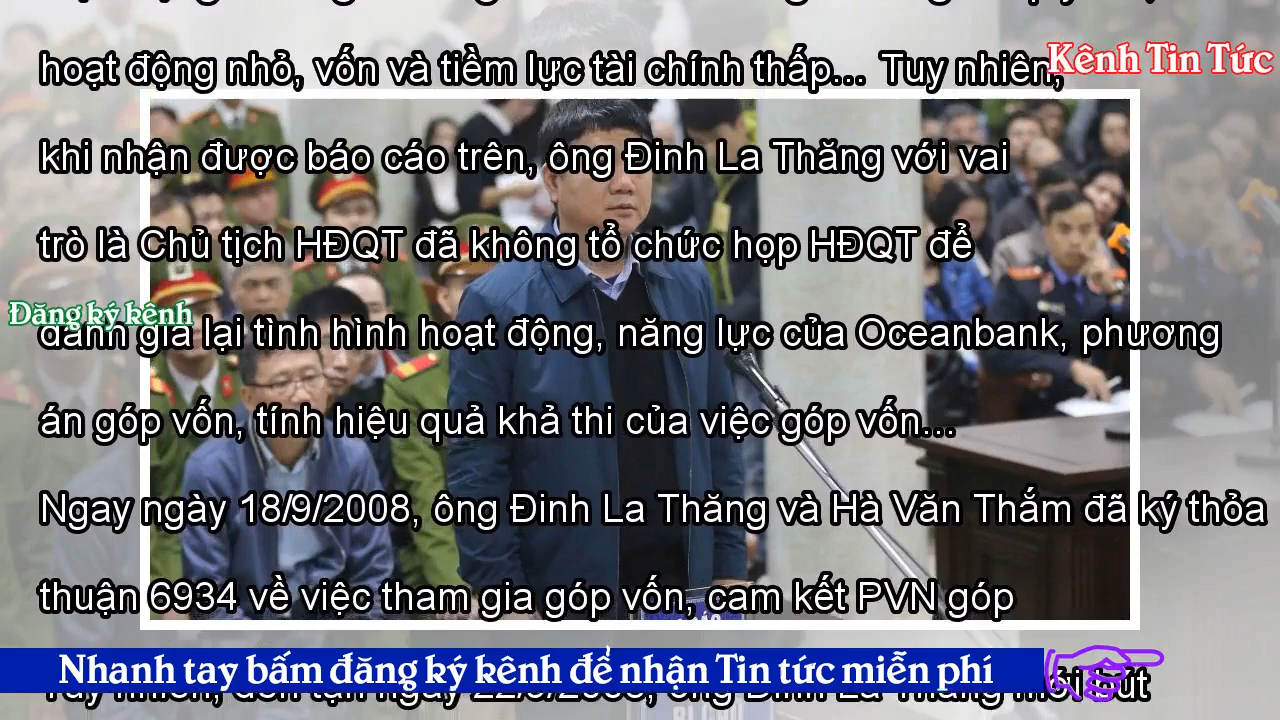 hoạt động nhỏ, vốn và tiềm lực tài chính thấp... Tuy nhiên,
Kênh Tin Tức
khi nhận được báo cáo trên, ông Đinh La Thăng với vai
trò là Chủ tịch HĐQT đã không tổ chức họp HĐQT để
Đăng ký kênh
đánh giá lại tình hình hoạt động, năng lực của Oceanbank, phương
án góp vốn, tính hiệu quả khả thi của việc góp vốn...
Ngay ngày 18/9/2008, ông Đinh La Thăng và Hà Văn Thắm đã ký thỏa
thuận 6934 về việc tham gia góp vốn, cam kết PVN góp
BỊ CÁO
Nhanh tay bấm đăng ký kênh để nhận Tin tức miễn phí